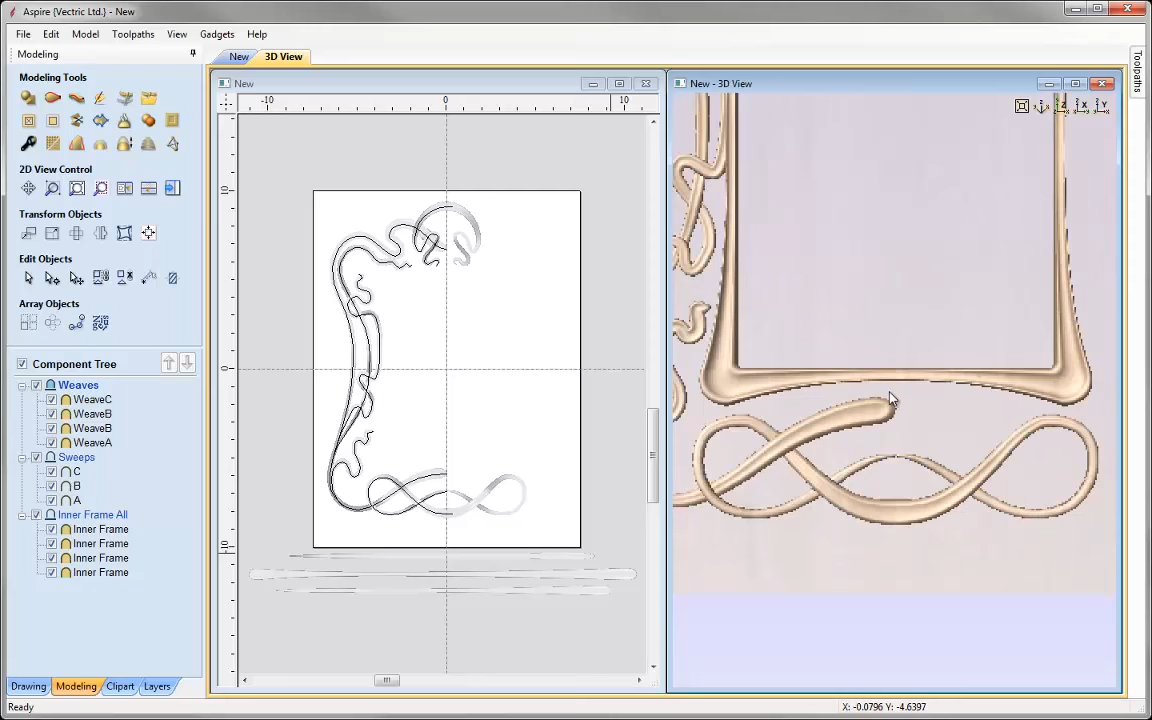 Aspire {Vectric Ltd.} - New
File Edit Model Toolpaths View Gadgets Help
Modeling
New 3D View
Toolpaths
New
New - 3D View
Modeling Tools
2D View Control
Transform Objects
Edit Objects
Array Objects
Component Tree
Weaves
WeaveC
WeaveB
WeaveB
WeaveA
Sweeps
C
B
A
Inner Frame All
Inner Frame
Inner Frame
Inner Frame
Inner Frame
-10 0 10
10
0
-10
Drawing Modeling Clipart Layers
Ready
X: -0.0796 Y: -4.6397